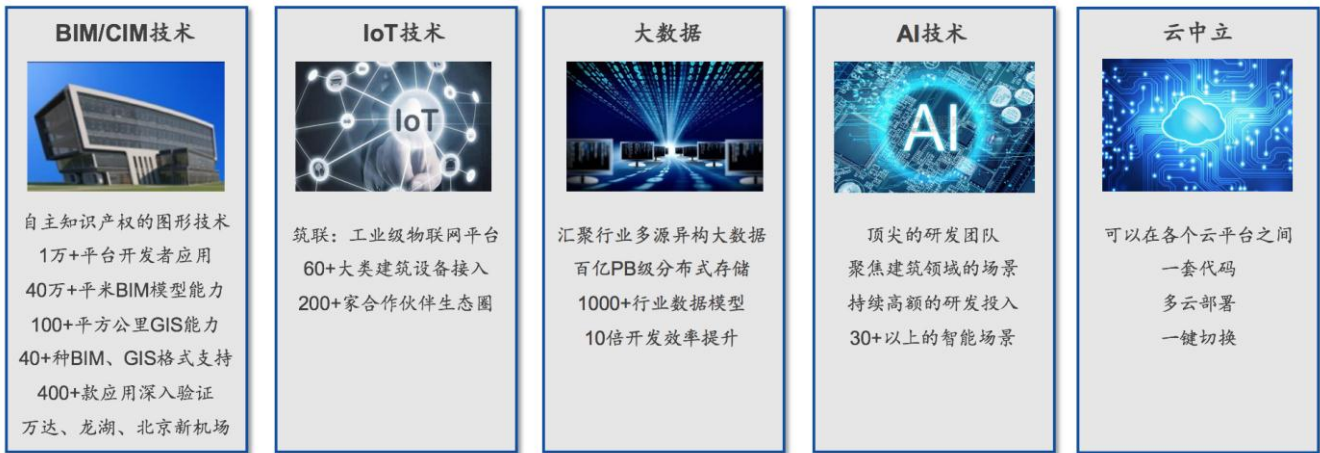 BIM/CIM技术
自主知识产权的图形技术
1万+平台开发者应用
40万+平米BIM模型能力
100+平方公里GIS能力
40+种BIM、GIS格式支持
400+款应用深入验证
万达、龙湖、北京新机场
IoT技术
IoT
筑联：工业级物联网平台
60+大类建筑设备接入
200+家合作伙伴生态圈
大数据
汇聚行业多源异构大数据
百亿PB级分布式存储
1000+行业数据模型
10倍开发效率提升
AI技术
AI
顶尖的研发团队
聚焦建筑领域的场景
持续高额的研发投入
30+以上的智能场景
云中立
可以在各个云平台之间
一套代码
多云部署
一键切换